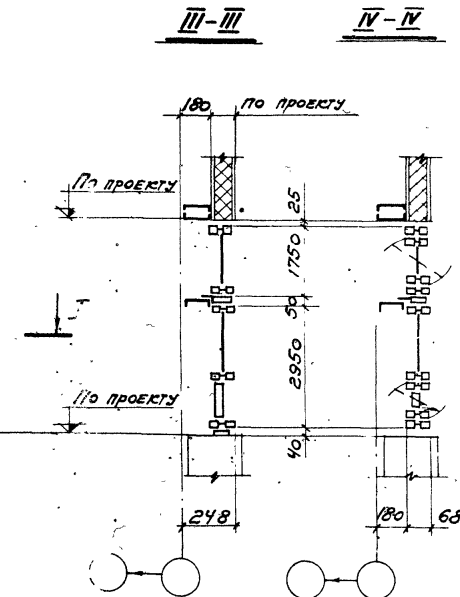 III-III
IV-IV
180
по проекту
По проекту
25
1750
50
2950
По проекту
40
248
180
68